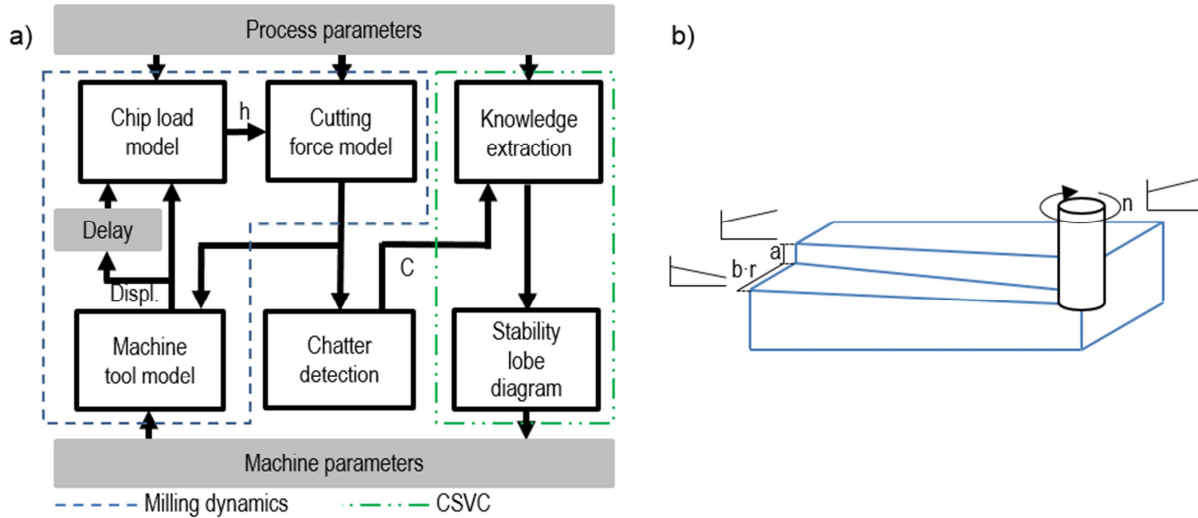 a)
Process parameters
b)
Chip load
model
h
Cutting
force model
Knowledge
extraction
Delay
Displ.
C
Machine
tool model
Chatter
detection
Stability
lobe
diagram
Machine parameters
Milling dynamics
CSVC
n
a
b·r